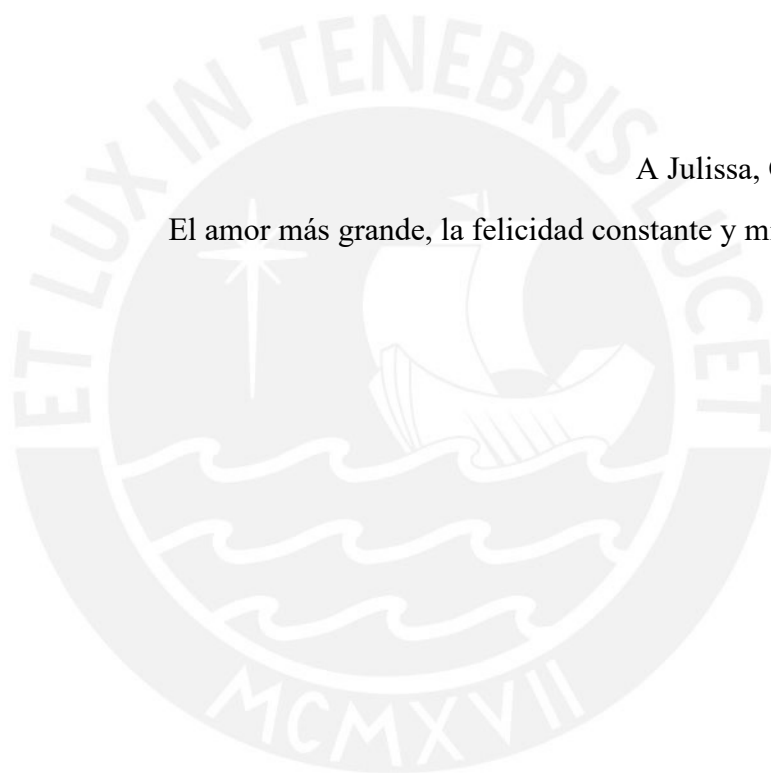 ET LUX IN TENEBRIS LUCET
A Julissa,
El amor más grande, la felicidad constante y
MCMXVII